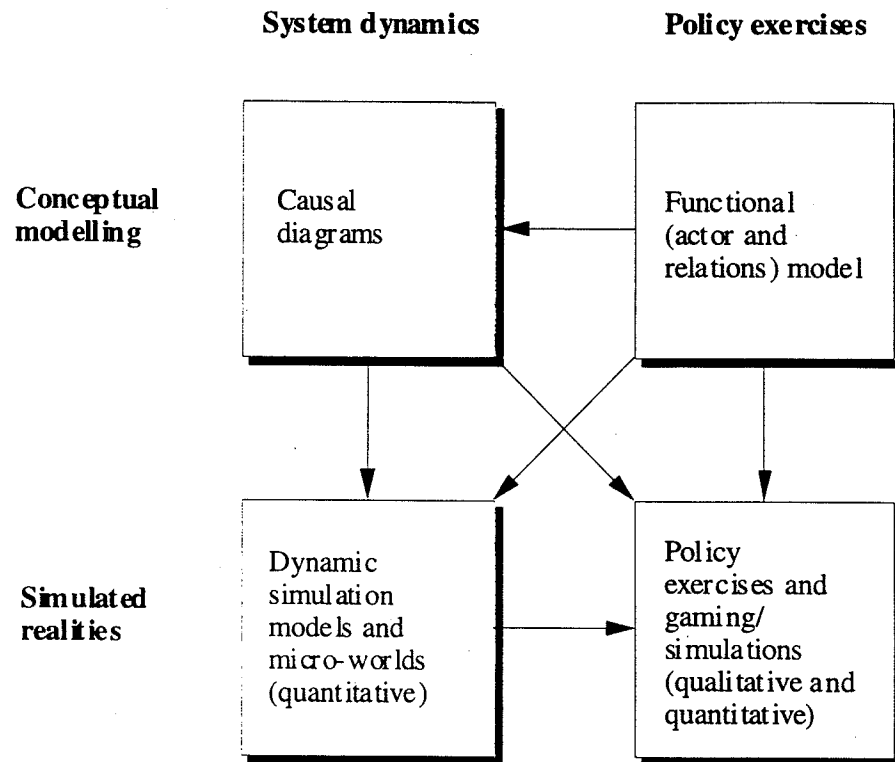 System dynamics
Policy exercises
Conceptual
modelling
Causal
diagrams
Functional
(actor and
relations) model
Simulated
realities
Dynamic
simulation
models and
micro-worlds
(quantitative)
Policy
exercises and
gaming/
simulations
(qualitative and
quantitative)